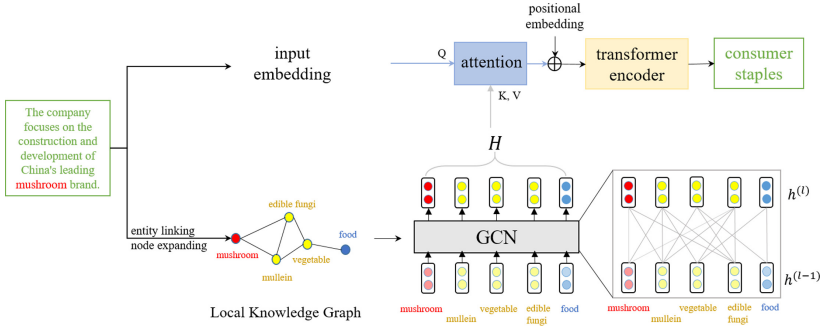 positional
embedding
input
embedding
Q
attention
transformer
encoder
consumer
staples
K, V
The company
focuses on the
construction and
development of
China's leading
mushroom brand.
H
h^(l)
edible fungi
entity linking
node expanding
food
mushroom
vegetable
mullein
GCN
h^(l−1)
Local Knowledge Graph
mushroom
mullein
vegetable
edible
fungi
food
mushroom
mullein
vegetable
edible
fungi
food